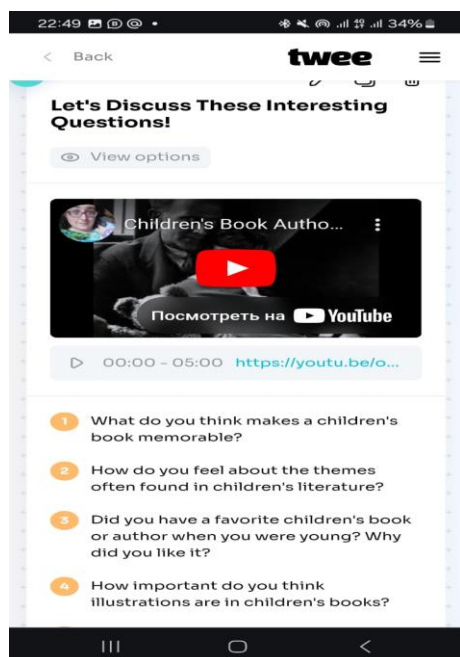 22:49
34%
Back
twee
Let's Discuss These Interesting
Questions!
View options
Children's Book Autho...
Посмотреть на YouTube
00:00 - 05:00 https://youtu.be/o...
1 What do you think makes a children's
book memorable?
2 How do you feel about the themes
often found in children's literature?
3 Did you have a favorite children's book
or author when you were young? Why
did you like it?
4 How important do you think
illustrations are in children's books?